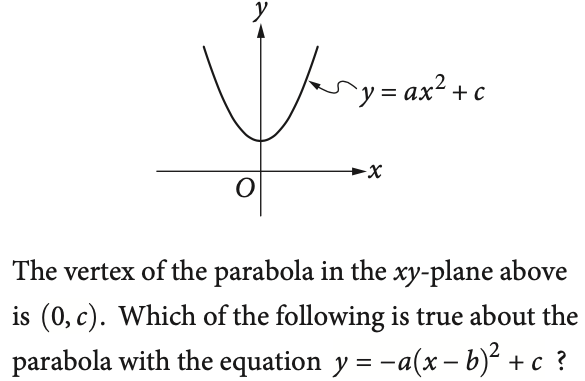 y
y = ax² + c
x
O
The vertex of the parabola in the xy-plane above
is (0, c). Which of the following is true about the
parabola with the equation y = −a(x − b)² + c ?